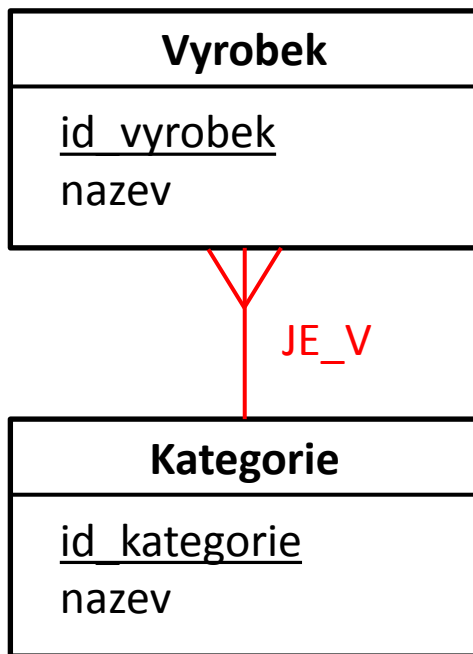 Vyrobek
id_vyrobek
nazev
JE_V
Kategorie
id_kategorie
nazev